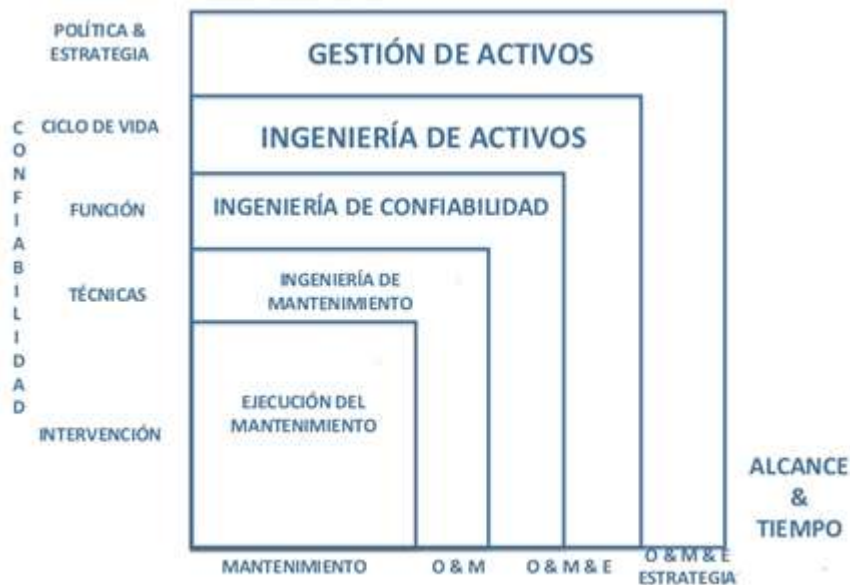 POLÍTICA &
ESTRATEGIA
GESTIÓN DE ACTIVOS
CONFIABILIDAD
CICLO DE VIDA
INGENIERÍA DE ACTIVOS
FUNCIÓN
INGENIERÍA DE CONFIABILIDAD
TÉCNICAS
INGENIERÍA DE
MANTENIMIENTO
INTERVENCIÓN
EJECUCIÓN DEL
MANTENIMIENTO
ALCANCE
&
TIEMPO
MANTENIMIENTO
O & M
O & M & E
O & M & E
ESTRATEGIA